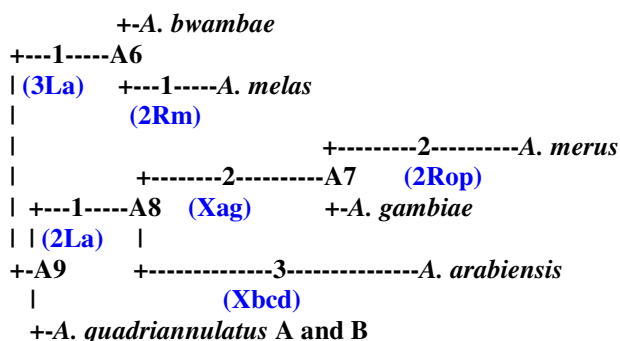 +-A. bwambae
+---1-----A6
| (3La) +---1-----A. melas
| (2Rm)
| +---------2----------A. merus
| +--------2----------A7 (2Rop)
| +---1-----A8 (Xag) +-A. gambiae
| | (2La) |
+-A9 +--------------3---------------A. arabiensis
| (Xbcd)
+-A. quadriannulatus A and B